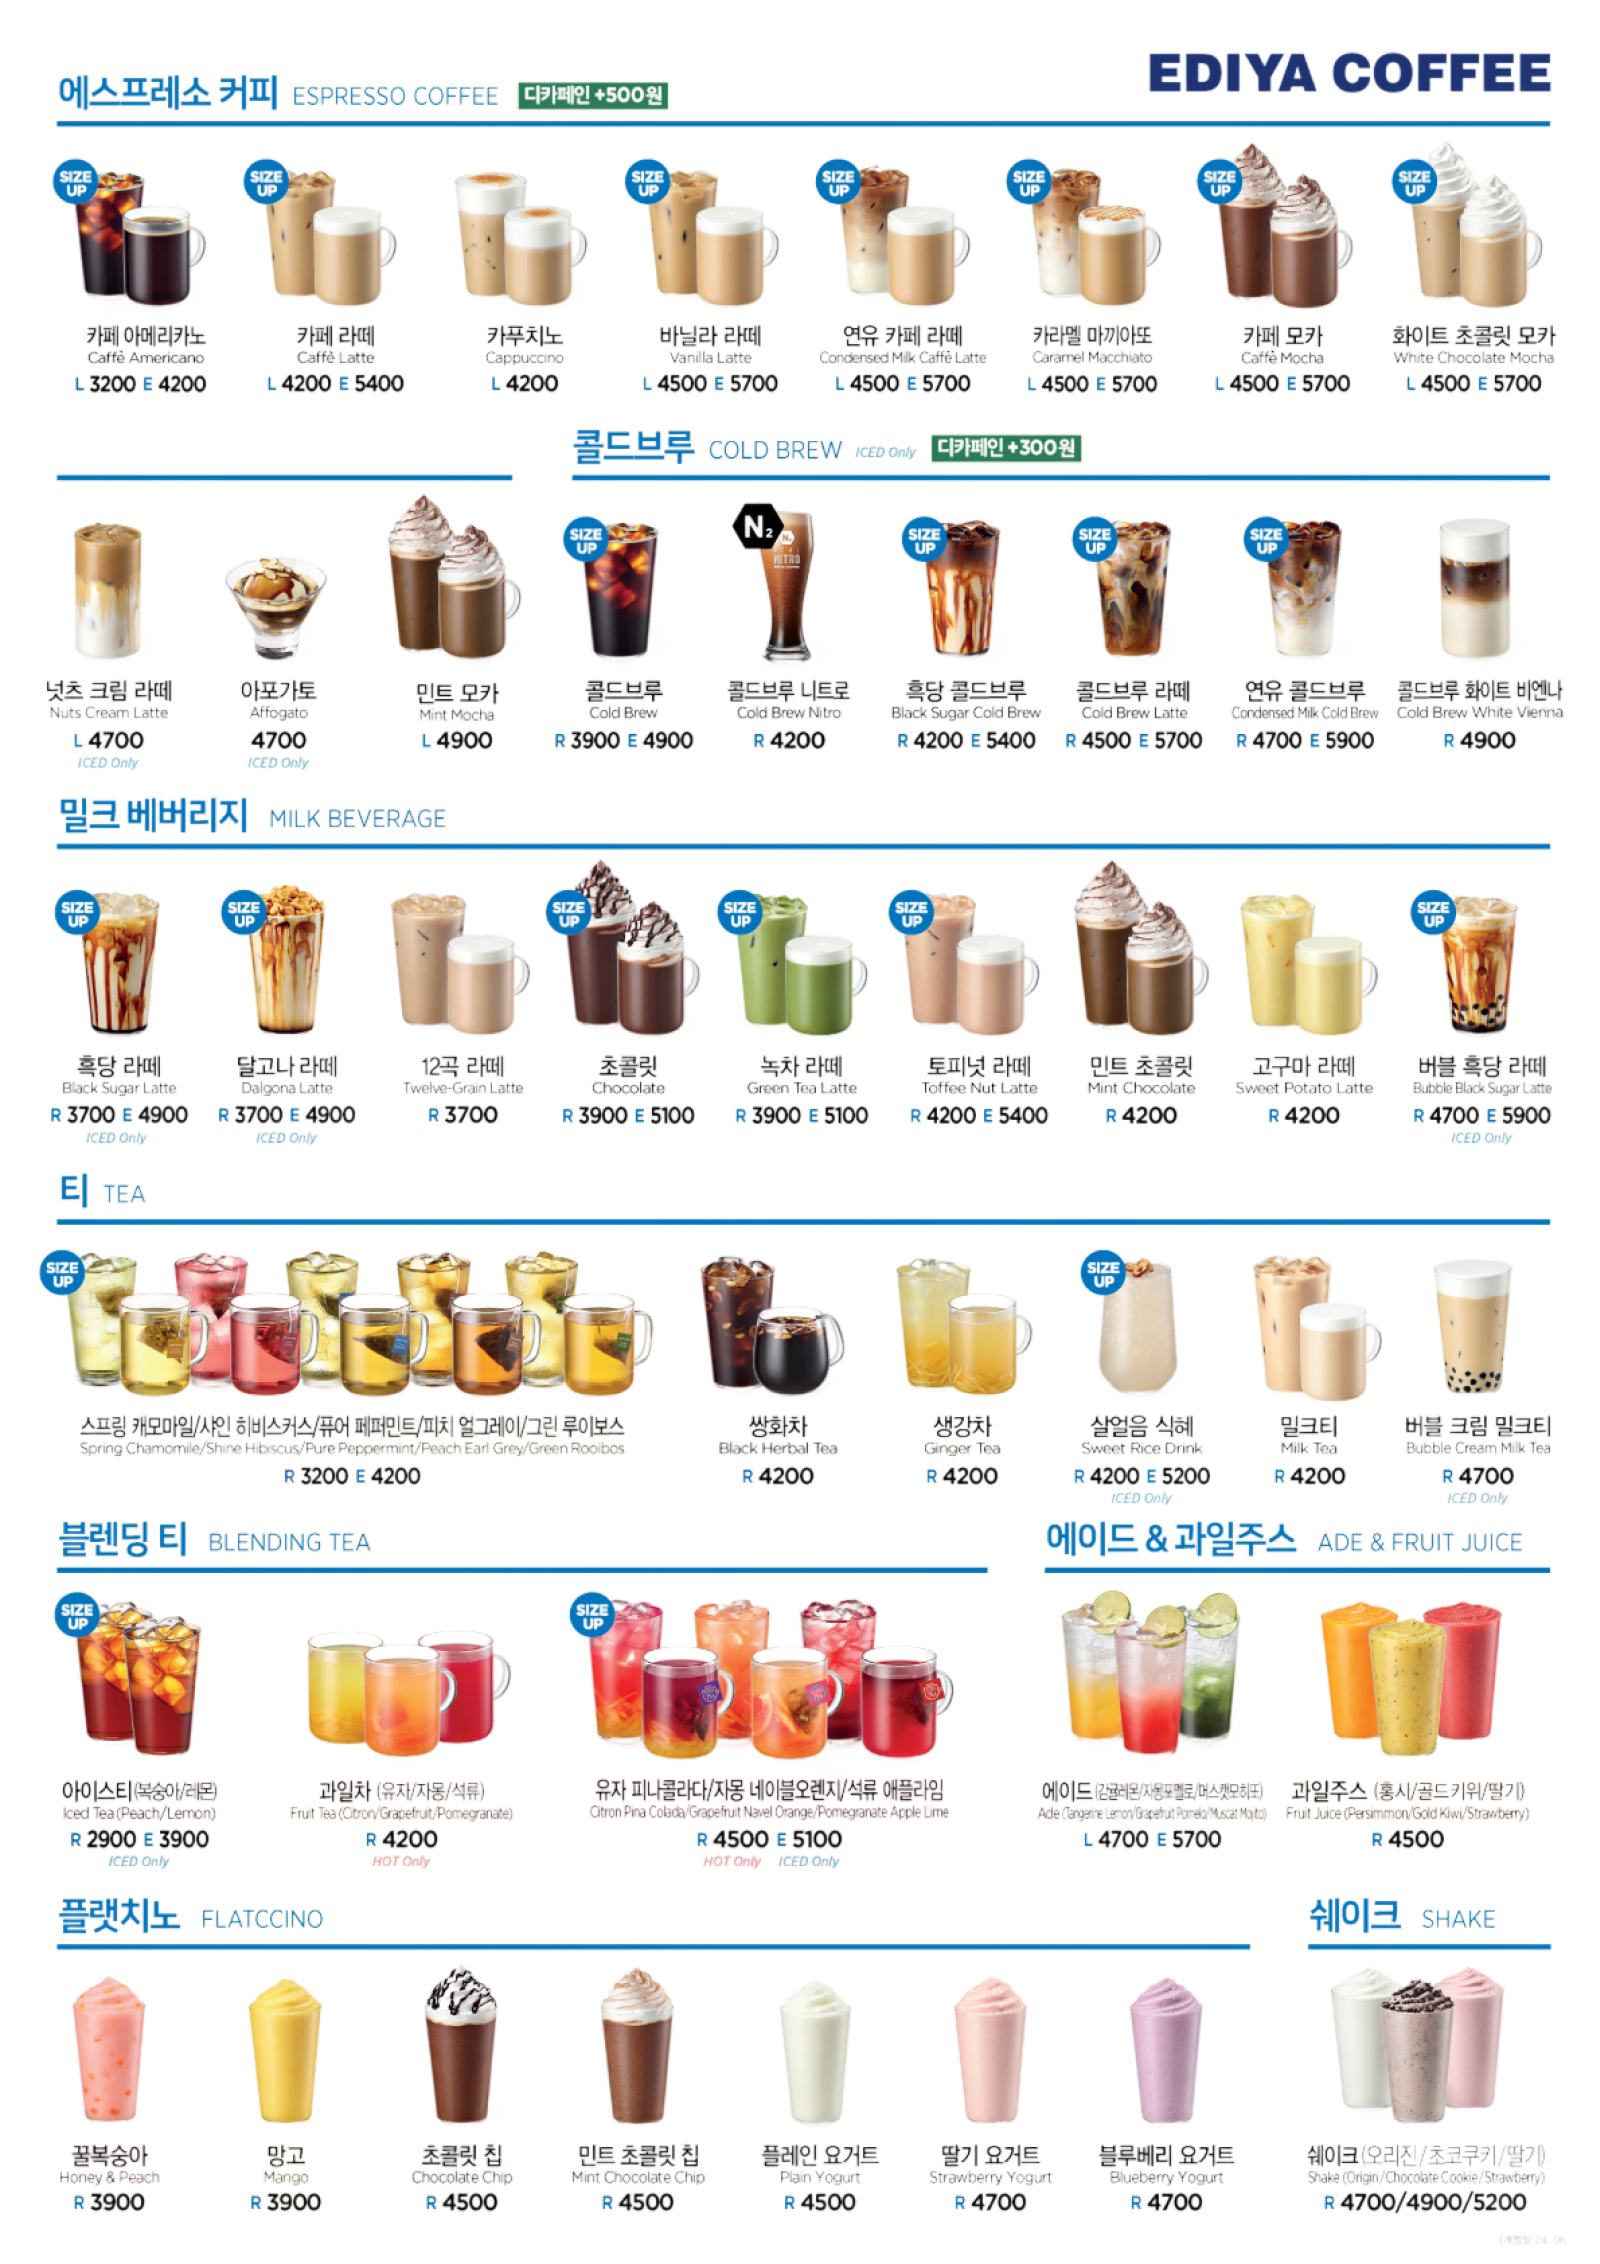 EDIYA COFFEE
에스프레소 커피 ESPRESSO COFFEE 디카페인 +500원
SIZE UP
SIZE UP
SIZE UP
SIZE UP
SIZE UP
SIZE UP
SIZE UP
카페 아메리카노
Caffè Americano
L 3200 E 4200
카페 라떼
Caffè Latte
L 4200 E 5400
카푸치노
Cappuccino
L 4200
바닐라 라떼
Vanilla Latte
L 4500 E 5700
연유 카페 라떼
Condensed Milk Caffè Latte
L 4500 E 5700
카라멜 마끼아또
Caramel Macchiato
L 4500 E 5700
카페 모카
Caffè Mocha
L 4500 E 5700
화이트 초콜릿 모카
White Chocolate Mocha
L 4500 E 5700
넛츠 크림 라떼
Nuts Cream Latte
L 4700
ICED Only
아포가토
Affogato
4700
ICED Only
민트 모카
Mint Mocha
L 4900
콜드브루 COLD BREW ICED Only 디카페인 +300원
SIZE UP
N₂
N₂
NITRO
SIZE UP
SIZE UP
SIZE UP
콜드브루
Cold Brew
R 3900 E 4900
콜드브루 니트로
Cold Brew Nitro
R 4200
흑당 콜드브루
Black Sugar Cold Brew
R 4200 E 5400
콜드브루 라떼
Cold Brew Latte
R 4500 E 5700
연유 콜드브루
Condensed Milk Cold Brew
R 4700 E 5900
콜드브루 화이트 비엔나
Cold Brew White Vienna
R 4900
밀크 베버리지 MILK BEVERAGE
SIZE UP
SIZE UP
SIZE UP
SIZE UP
SIZE UP
SIZE UP
흑당 라떼
Black Sugar Latte
R 3700 E 4900
ICED Only
달고나 라떼
Dalgona Latte
R 3700 E 4900
ICED Only
12곡 라떼
Twelve-Grain Latte
R 3700
초콜릿
Chocolate
R 3900 E 5100
녹차 라떼
Green Tea Latte
R 3900 E 5100
토피넛 라떼
Toffee Nut Latte
R 4200 E 5400
민트 초콜릿
Mint Chocolate
R 4200
고구마 라떼
Sweet Potato Latte
R 4200
버블 흑당 라떼
Bubble Black Sugar Latte
R 4700 E 5900
ICED Only
티 TEA
SIZE UP
SIZE UP
스프링 캐모마일/샤인 히비스커스/퓨어 페퍼민트/피치 얼그레이/그린 루이보스
Spring Chamomile/Shine Hibiscus/Pure Peppermint/Peach Earl Grey/Green Rooibos
R 3200 E 4200
쌍화차
Black Herbal Tea
R 4200
생강차
Ginger Tea
R 4200
살얼음 식혜
Sweet Rice Drink
R 4200 E 5200
ICED Only
밀크티
Milk Tea
R 4200
버블 크림 밀크티
Bubble Cream Milk Tea
R 4700
ICED Only
블렌딩 티 BLENDING TEA
SIZE UP
SIZE UP
아이스티(복숭아/레몬)
Iced Tea (Peach/Lemon)
R 2900 E 3900
ICED Only
과일차 (유자/자몽/석류)
Fruit Tea (Citron/Grapefruit/Pomegranate)
R 4200
HOT Only
유자 피나콜라다/자몽 네이블오렌지/석류 애플라임
Citron Pina Colada/Grapefruit Navel Orange/Pomegranate Apple Lime
R 4500 E 5100
HOT Only ICED Only
에이드 & 과일주스 ADE & FRUIT JUICE
에이드 (감귤레몬/자몽포멜로/머스캣모히또)
Ade (Tangerine Lemon/Grapefruit Pomelo/Muscat Mojito)
L 4700 E 5700
과일주스 (홍시/골드키위/딸기)
Fruit Juice (Persimmon/Gold Kiwi/Strawberry)
R 4500
플랫치노 FLATCCINO
꿀복숭아
Honey & Peach
R 3900
망고
Mango
R 3900
초콜릿 칩
Chocolate Chip
R 4500
민트 초콜릿 칩
Mint Chocolate Chip
R 4500
플레인 요거트
Plain Yogurt
R 4500
딸기 요거트
Strawberry Yogurt
R 4700
블루베리 요거트
Blueberry Yogurt
R 4700
쉐이크 SHAKE
쉐이크 (오리진/초코쿠키/딸기)
Shake (Origin/Chocolate Cookie/Strawberry)
R 4700/4900/5200
24. 06